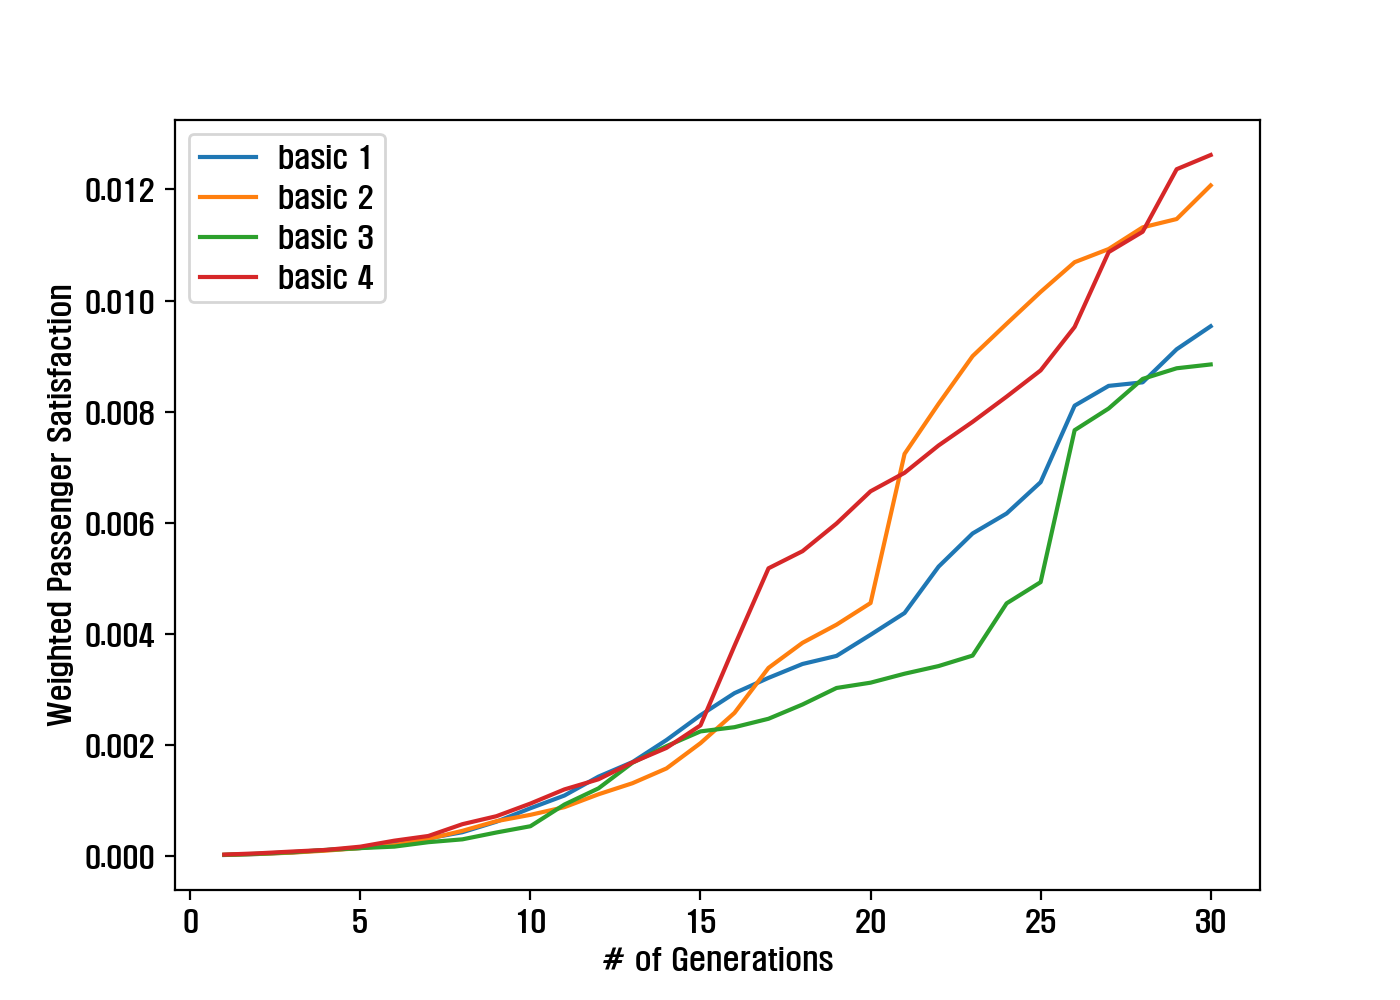 basic 1
basic 2
basic 3
basic 4
0.012
0.010
0.008
0.006
0.004
0.002
0.000
Weighted Passenger Satisfaction
0 5 10 15 20 25 30
# of Generations